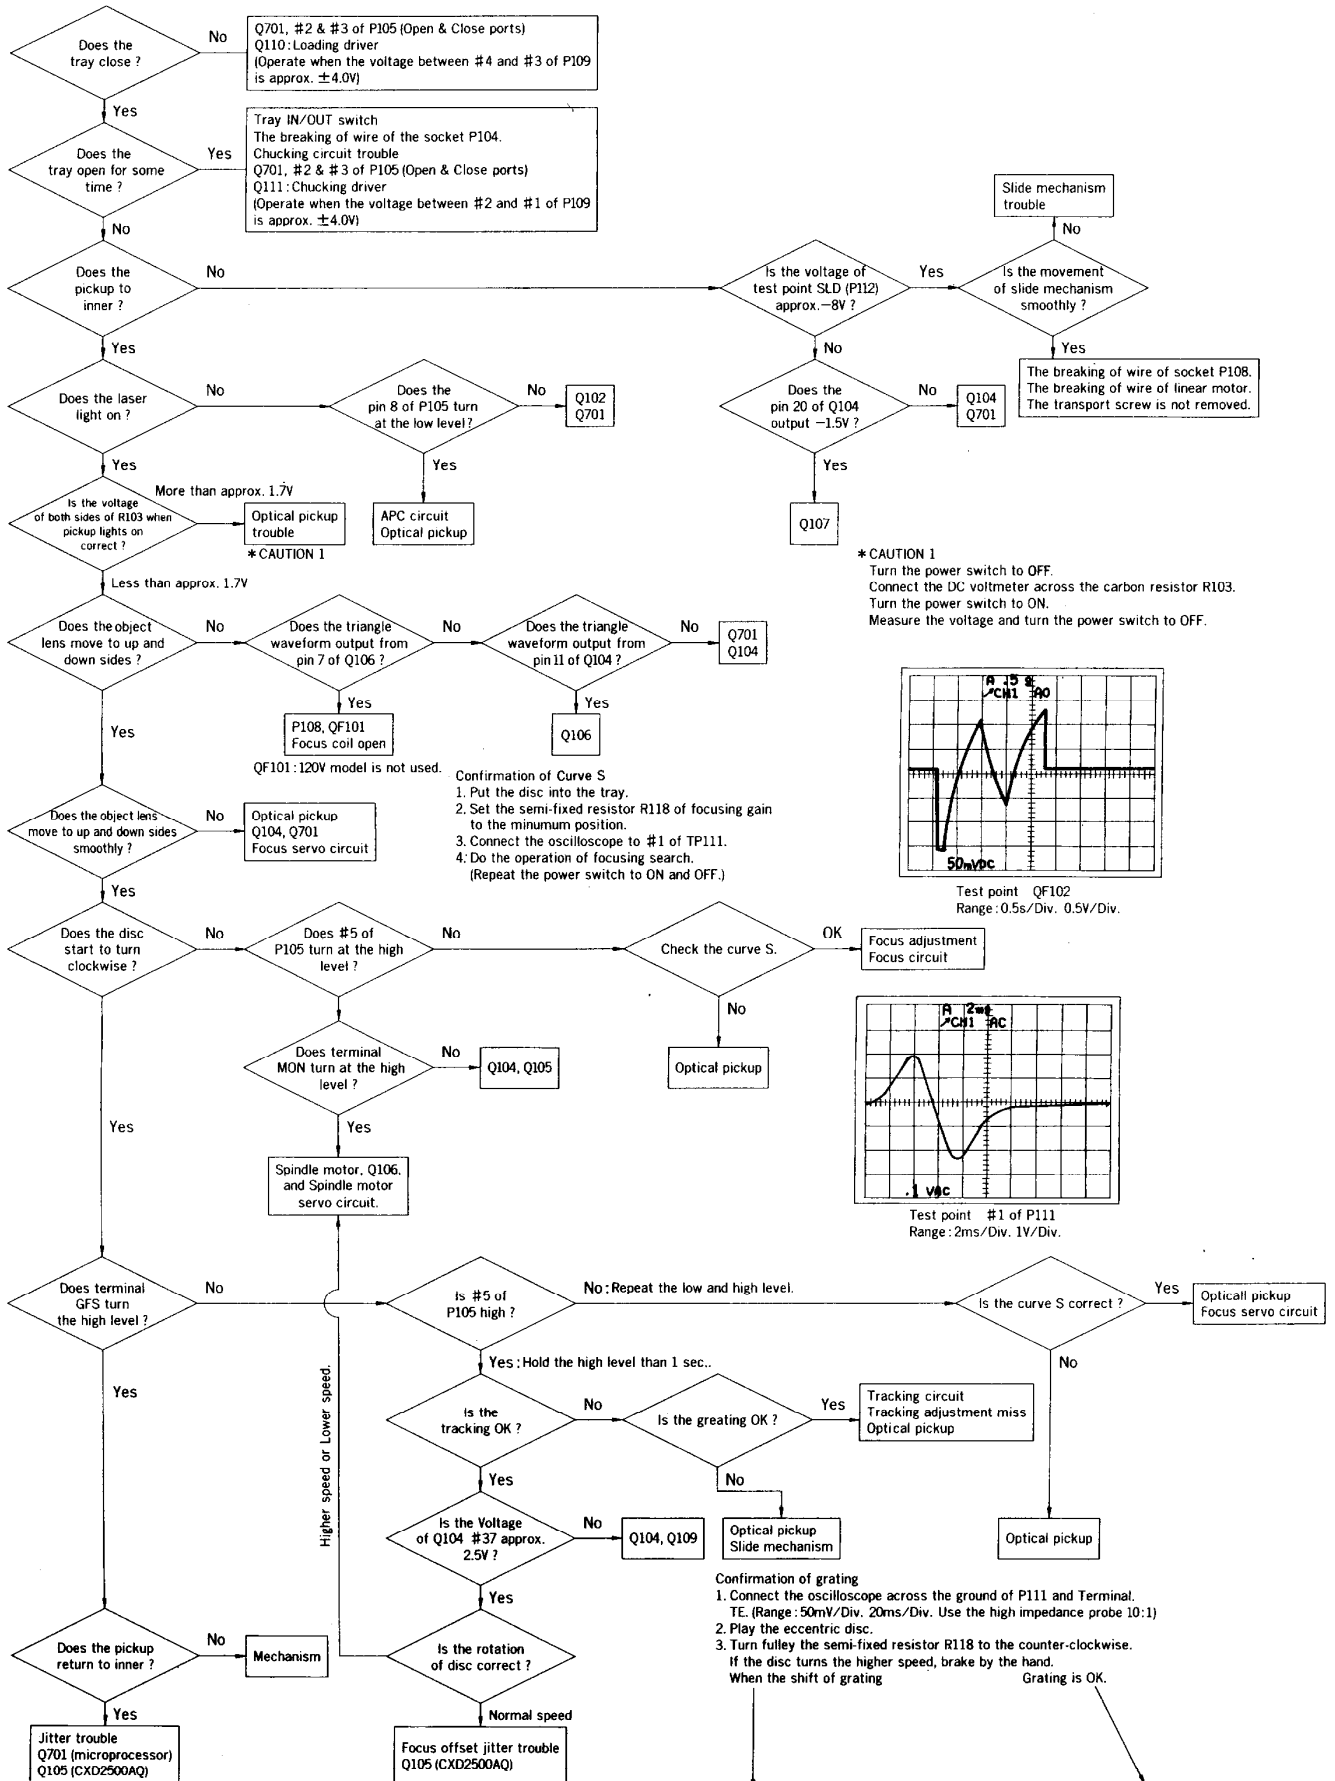 Does the
tray close ?
No
Q701, #2 & #3 of P105 (Open & Close ports)
Q110 : Loading driver
(Operate when the voltage between #4 and #3 of P109
is approx. ±4.0V)
Yes
Does the
tray open for some
time ?
Yes
Tray IN/OUT switch
The breaking of wire of the socket P104.
Chucking circuit trouble
Q701, #2 & #3 of P105 (Open & Close ports)
Q111 : Chucking driver
(Operate when the voltage between #2 and #1 of P109
is approx. ±4.0V)
No
Does the
pickup to
inner ?
No
Is the voltage of
test point SLD (P112)
approx. −8V ?
Yes
Is the movement
of slide mechanism
smoothly ?
No
Slide mechanism
trouble
Yes
The breaking of wire of socket P108.
The breaking of wire of linear motor.
The transport screw is not removed.
No
Does the
pin 20 of Q104
output −1.5V ?
No
Q104
Q701
Yes
Q107
Yes
Does the laser
light on ?
No
Does the
pin 8 of P105 turn
at the low level ?
No
Q102
Q701
Yes
APC circuit
Optical pickup
Yes
Is the voltage
of both sides of R103 when
pickup lights on
correct ?
More than approx. 1.7V
Optical pickup
trouble
* CAUTION 1
* CAUTION 1
Turn the power switch to OFF.
Connect the DC voltmeter across the carbon resistor R103.
Turn the power switch to ON.
Measure the voltage and turn the power switch to OFF.
Less than approx. 1.7V
Does the object
lens move to up and
down sides ?
No
Does the triangle
waveform output from
pin 7 of Q106 ?
No
Does the triangle
waveform output from
pin 11 of Q104 ?
No
Q701
Q104
Yes
P108, QF101
Focus coil open
QF101 : 120V model is not used.
Yes
Q106
Yes
Confirmation of Curve S
1. Put the disc into the tray.
2. Set the semi-fixed resistor R118 of focusing gain
to the minumum position.
3. Connect the oscilloscope to #1 of TP111.
4. Do the operation of focusing search.
(Repeat the power switch to ON and OFF.)
A .5 s
CH1 AO
50mVDC
Test point QF102
Range : 0.5s/Div. 0.5V/Div.
Does the object lens
move to up and down sides
smoothly ?
No
Optical pickup
Q104, Q701
Focus servo circuit
Yes
Does the disc
start to turn
clockwise ?
No
Does #5 of
P105 turn at the high
level ?
No
Check the curve S.
OK
Focus adjustment
Focus circuit
No
Optical pickup
Does terminal
MON turn at the high
level ?
No
Q104, Q105
Yes
Spindle motor, Q106,
and Spindle motor
servo circuit.
A 2ms
CH1 AC
.1 VAC
Test point #1 of P111
Range : 2ms/Div. 1V/Div.
Yes
Does terminal
GFS turn
the high level ?
No
Is #5 of
P105 high ?
No : Repeat the low and high level.
Is the curve S correct ?
Yes
Opticall pickup
Focus servo circuit
No
Optical pickup
Yes : Hold the high level than 1 sec..
Is the
tracking OK ?
No
Is the greating OK ?
Yes
Tracking circuit
Tracking adjustment miss
Optical pickup
No
Optical pickup
Slide mechanism
Yes
Is the Voltage
of Q104 #37 approx.
2.5V ?
No
Q104, Q109
Yes
Is the rotation
of disc correct ?
Higher speed or Lower speed.
Normal speed
Focus offset jitter trouble
Q105 (CXD2500AQ)
Yes
Does the pickup
return to inner ?
No
Mechanism
Yes
Jitter trouble
Q701 (microprocessor)
Q105 (CXD2500AQ)
Confirmation of grating
1. Connect the oscilloscope across the ground of P111 and Terminal.
TE. (Range : 50mV/Div. 20ms/Div. Use the high impedance probe 10:1)
2. Play the eccentric disc.
3. Turn fulley the semi-fixed resistor R118 to the counter-clockwise.
If the disc turns the higher speed, brake by the hand.
When the shift of grating
Grating is OK.